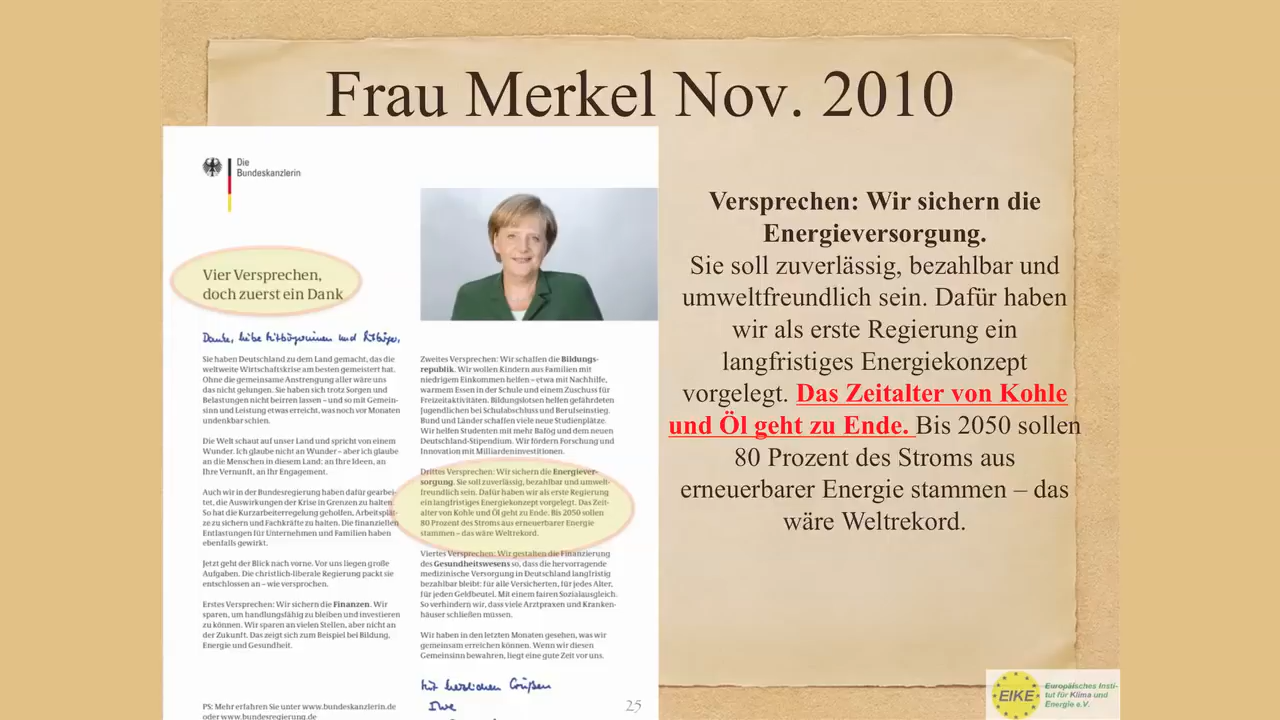 Frau Merkel Nov. 2010
Die
Bundeskanzlerin
Vier Versprechen,
doch zuerst ein Dank
Danke, liebe Mitbürgerinnen und Mitbürger,
Sie haben Deutschland zu dem Land gemacht, das die
weltweite Wirtschaftskrise am besten gemeistert hat.
Ohne die gemeinsame Anstrengung aller wäre uns
das nicht gelungen. Sie haben sich trotz Sorgen und
Belastungen nicht beirren lassen – und so mit Gemein-
sinn und Leistung etwas erreicht, was noch vor Monaten
undenkbar schien.
Die Welt schaut auf unser Land und spricht von einem
Wunder. Ich glaube nicht an Wunder – aber ich glaube
an die Menschen in diesem Land; an Ihre Ideen, an
Ihre Vernunft, an Ihr Engagement.
Auch wir in der Bundesregierung haben dafür gearbei-
tet, die Auswirkungen der Krise in Grenzen zu halten.
So hat die Kurzarbeiterregelung geholfen, Arbeitsplät-
ze zu sichern und Fachkräfte zu halten. Die finanziellen
Entlastungen für Unternehmen und Familien haben
ebenfalls gewirkt.
Jetzt geht der Blick nach vorne. Vor uns liegen große
Aufgaben. Die christlich-liberale Regierung packt sie
entschlossen an – wie versprochen.
Erstes Versprechen: Wir sichern die Finanzen. Wir
sparen, um handlungsfähig zu bleiben und investieren
zu können. Wir sparen an vielen Stellen, aber nicht an
der Zukunft. Das zeigt sich zum Beispiel bei Bildung,
Energie und Gesundheit.
PS: Mehr erfahren Sie unter www.bundeskanzlerin.de
oder www.bundesregierung.de
Zweites Versprechen: Wir schaffen die Bildungs-
republik. Wir wollen Kindern aus Familien mit
niedrigem Einkommen helfen – etwa mit Nachhilfe,
warmem Essen in der Schule und einem Zuschuss für
Freizeitaktivitäten. Bildungslotsen helfen gefährdeten
Jugendlichen bei Schulabschluss und Berufseinstieg.
Bund und Länder schaffen viele neue Studienplätze.
Wir helfen Studenten mit mehr Bafög und dem neuen
Deutschland-Stipendium. Wir fördern Forschung und
Innovation mit Milliardeninvestitionen.
Drittes Versprechen: Wir sichern die Energiever-
sorgung. Sie soll zuverlässig, bezahlbar und umwelt-
freundlich sein. Dafür haben wir als erste Regierung
ein langfristiges Energiekonzept vorgelegt. Das Zeit-
alter von Kohle und Öl geht zu Ende. Bis 2050 sollen
80 Prozent des Stroms aus erneuerbarer Energie
stammen – das wäre Weltrekord.
Viertes Versprechen: Wir gestalten die Finanzierung
des Gesundheitswesens so, dass die hervorragende
medizinische Versorgung in Deutschland langfristig
bezahlbar bleibt: für alle Versicherten, für jedes Alter,
für jeden Geldbeutel. Mit einem fairen Sozialausgleich.
So verhindern wir, dass viele Arztpraxen und Kranken-
häuser schließen müssen.
Wir haben in den letzten Monaten gesehen, was wir
gemeinsam erreichen können. Wenn wir diesen
Gemeinsinn bewahren, liegt eine gute Zeit vor uns.
Mit herzlichen Grüßen
Ihre
25
Versprechen: Wir sichern die
Energieversorgung.
Sie soll zuverlässig, bezahlbar und
umweltfreundlich sein. Dafür haben
wir als erste Regierung ein
langfristiges Energiekonzept
vorgelegt. Das Zeitalter von Kohle
und Öl geht zu Ende. Bis 2050 sollen
80 Prozent des Stroms aus
erneuerbarer Energie stammen – das
wäre Weltrekord.
EIKE
Europäisches Insti-
tut für Klima und
Energie e.V.